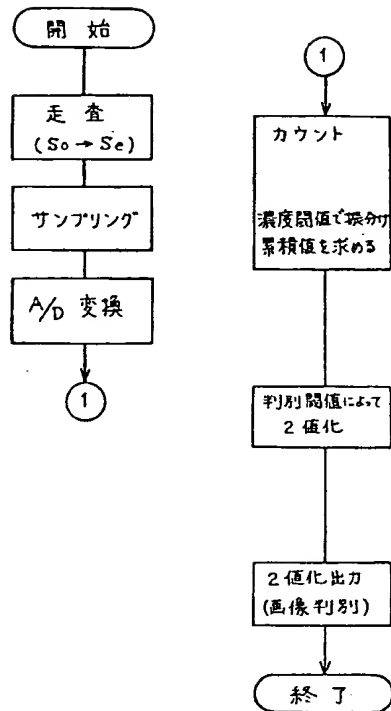 開始
走査
(So→Se)
サンプリング
A/D 変換
1
1
カウント
濃度閾値で振分け
累積値を求める
判別閾値によって
2値化
2値化出力
(画像判別)
終了